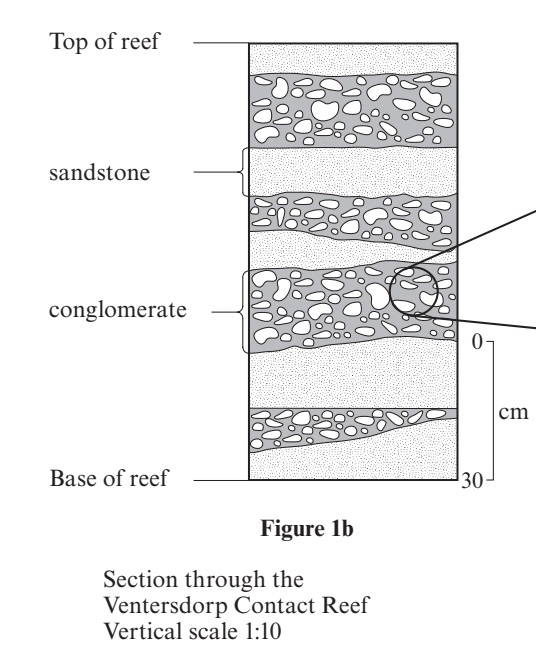 Top of reef
sandstone
conglomerate
0
cm
Base of reef
30
Figure 1b
Section through the
Ventersdorp Contact Reef
Vertical scale 1:10